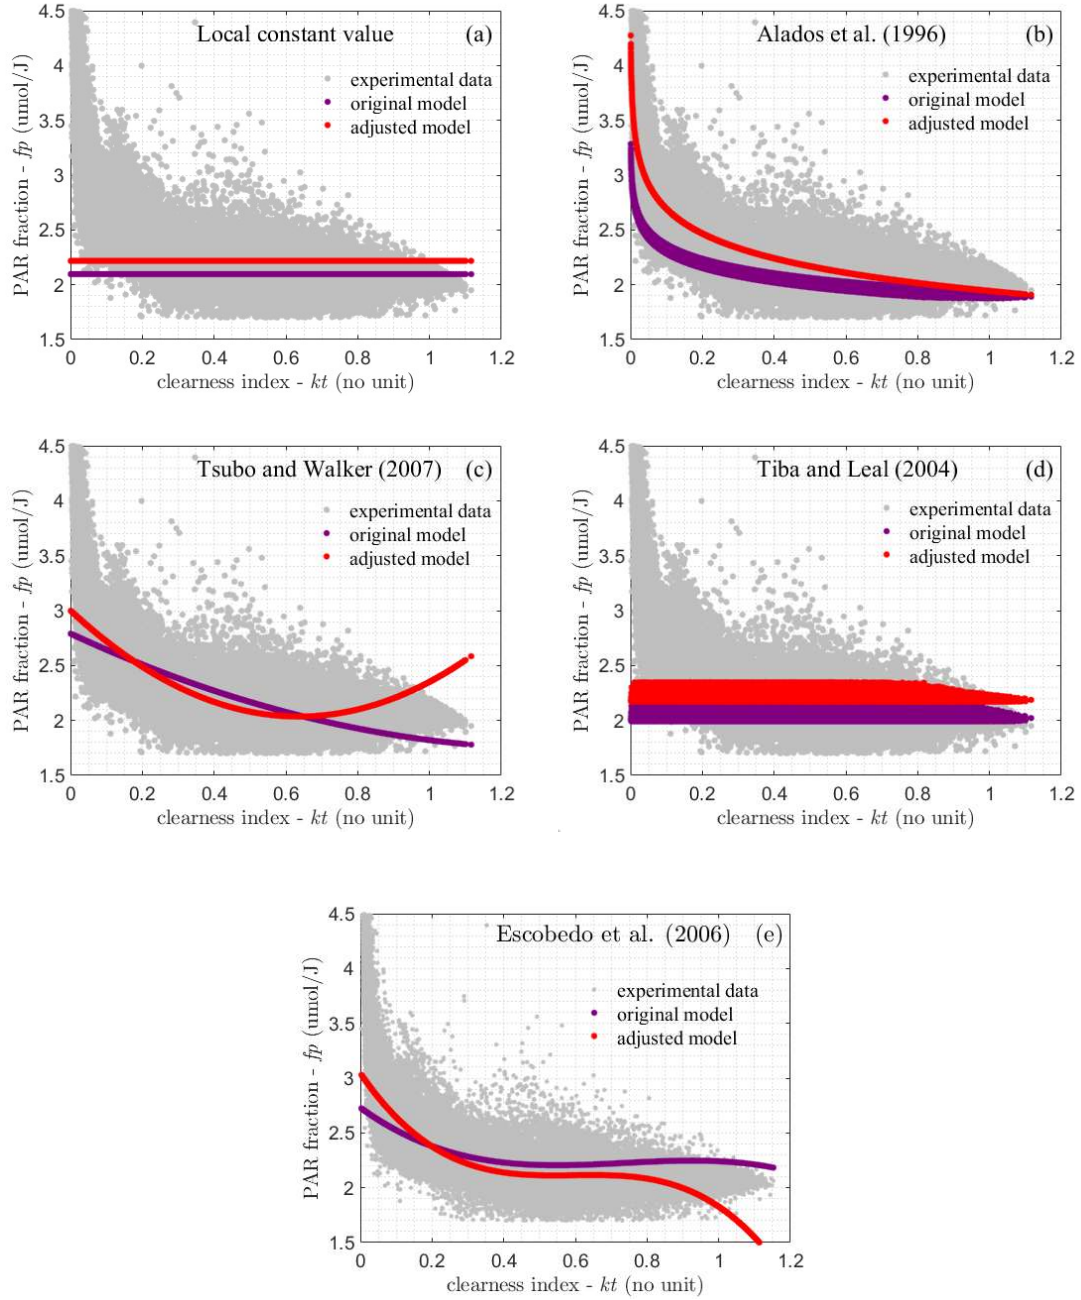 Local constant value (a)
experimental data
original model
adjusted model
4.5
4
3.5
3
2.5
2
1.5
0 0.2 0.4 0.6 0.8 1 1.2
PAR fraction - fp (umol/J)
clearness index - kt (no unit)
Alados et al. (1996) (b)
experimental data
original model
adjusted model
4.5
4
3.5
3
2.5
2
1.5
0 0.2 0.4 0.6 0.8 1 1.2
PAR fraction - fp (umol/J)
clearness index - kt (no unit)
Tsubo and Walker (2007) (c)
experimental data
original model
adjusted model
4.5
4
3.5
3
2.5
2
1.5
0 0.2 0.4 0.6 0.8 1 1.2
PAR fraction - fp (umol/J)
clearness index - kt (no unit)
Tiba and Leal (2004) (d)
experimental data
original model
adjusted model
4.5
4
3.5
3
2.5
2
1.5
0 0.2 0.4 0.6 0.8 1 1.2
PAR fraction - fp (umol/J)
clearness index - kt (no unit)
Escobedo et al. (2006) (e)
experimental data
original model
adjusted model
4.5
4
3.5
3
2.5
2
1.5
0 0.2 0.4 0.6 0.8 1 1.2
PAR fraction - fp (umol/J)
clearness index - kt (no unit)